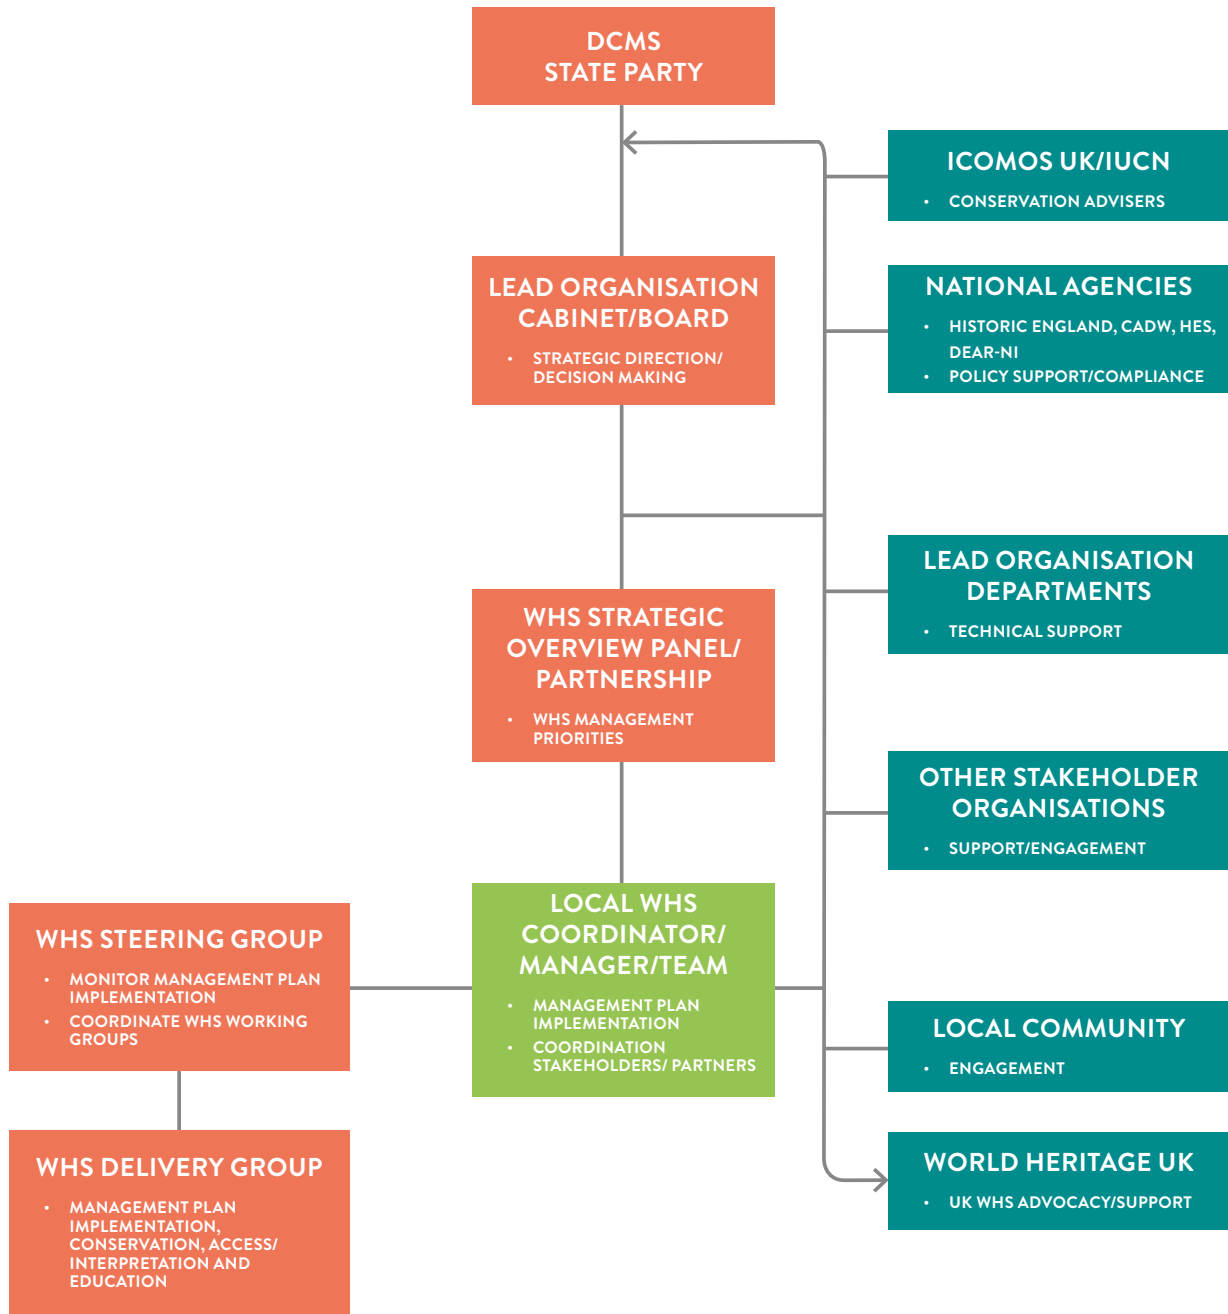 DCMS
STATE PARTY
ICOMOS UK/IUCN
• CONSERVATION ADVISERS
NATIONAL AGENCIES
• HISTORIC ENGLAND, CADW, HES,
DEAR-NI
• POLICY SUPPORT/COMPLIANCE
LEAD ORGANISATION
CABINET/BOARD
• STRATEGIC DIRECTION/
DECISION MAKING
LEAD ORGANISATION
DEPARTMENTS
• TECHNICAL SUPPORT
WHS STRATEGIC
OVERVIEW PANEL/
PARTNERSHIP
• WHS MANAGEMENT
PRIORITIES
OTHER STAKEHOLDER
ORGANISATIONS
• SUPPORT/ENGAGEMENT
LOCAL WHS
COORDINATOR/
MANAGER/TEAM
• MANAGEMENT PLAN
IMPLEMENTATION
• COORDINATION
STAKEHOLDERS/ PARTNERS
WHS STEERING GROUP
• MONITOR MANAGEMENT PLAN
IMPLEMENTATION
• COORDINATE WHS WORKING
GROUPS
LOCAL COMMUNITY
• ENGAGEMENT
WHS DELIVERY GROUP
• MANAGEMENT PLAN
IMPLEMENTATION,
CONSERVATION, ACCESS/
INTERPRETATION AND
EDUCATION
WORLD HERITAGE UK
• UK WHS ADVOCACY/SUPPORT